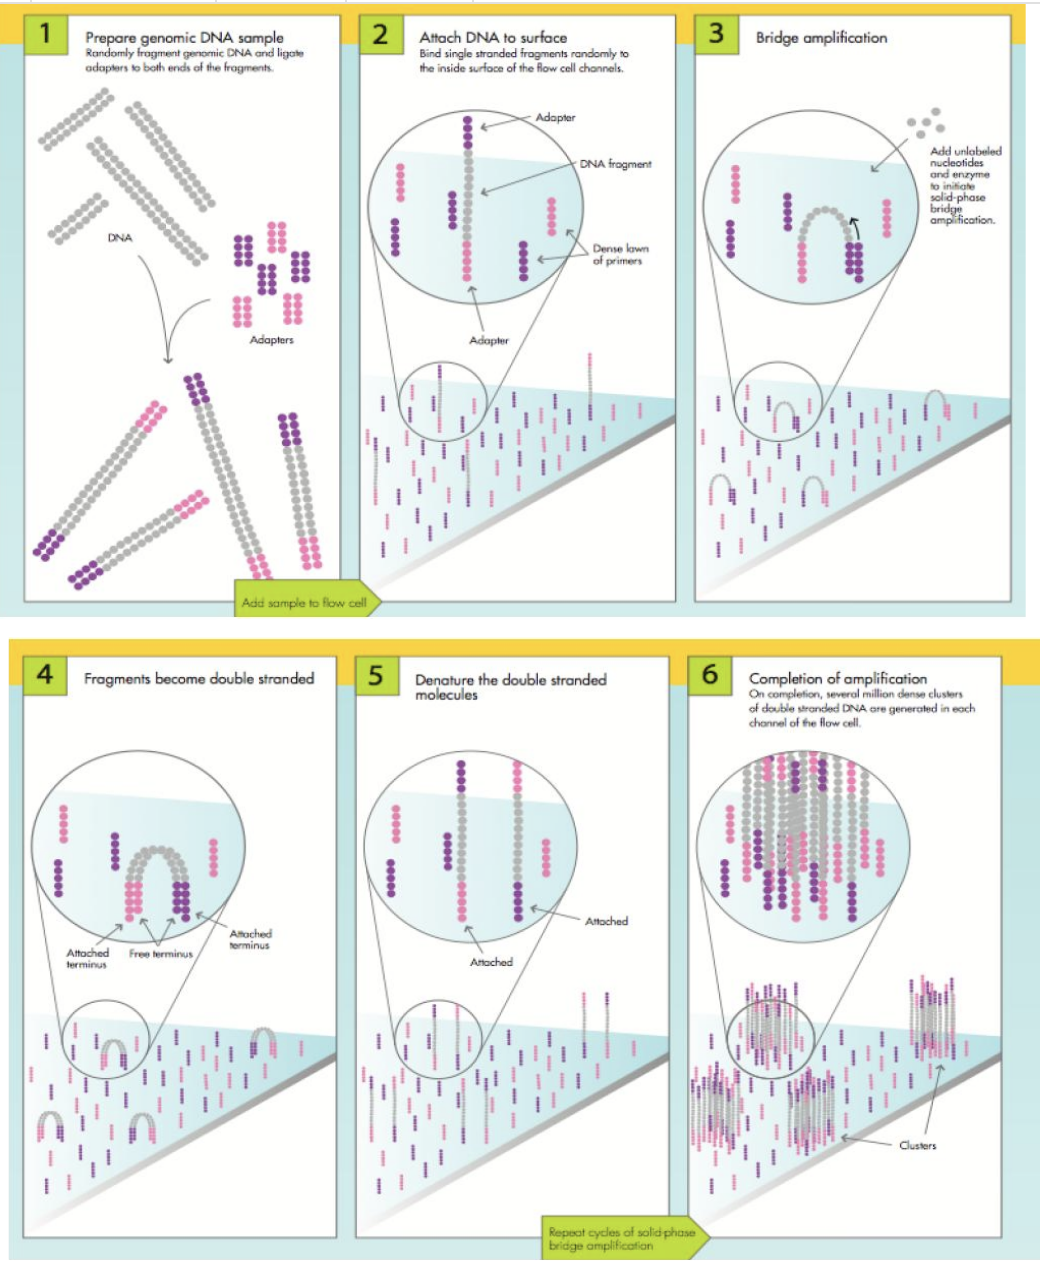 1
Prepare genomic DNA sample
Randomly fragment genomic DNA and ligate
adapters to both ends of the fragments.
DNA
Adapters
Add sample to flow cell
2
Attach DNA to surface
Bind single stranded fragments randomly to
the inside surface of the flow cell channels.
Adapter
DNA fragment
Dense lawn
of primers
Adapter
3
Bridge amplification
Add unlabeled
nucleotides
and enzyme
to initiate
solid-phase
bridge
amplification.
4
Fragments become double stranded
Attached
terminus
Free terminus
Attached
terminus
5
Denature the double stranded
molecules
Attached
Attached
Repeat cycles of solid-phase
bridge amplification
6
Completion of amplification
On completion, several million dense clusters
of double stranded DNA are generated in each
channel of the flow cell.
Clusters